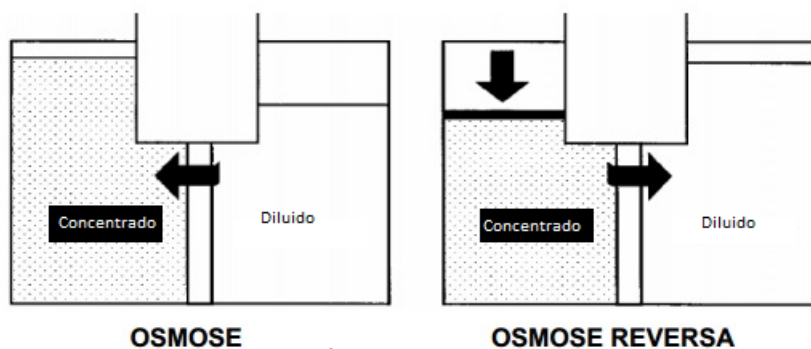 Concentrado
Diluido
Concentrado
Diluido
OSMOSE
OSMOSE REVERSA